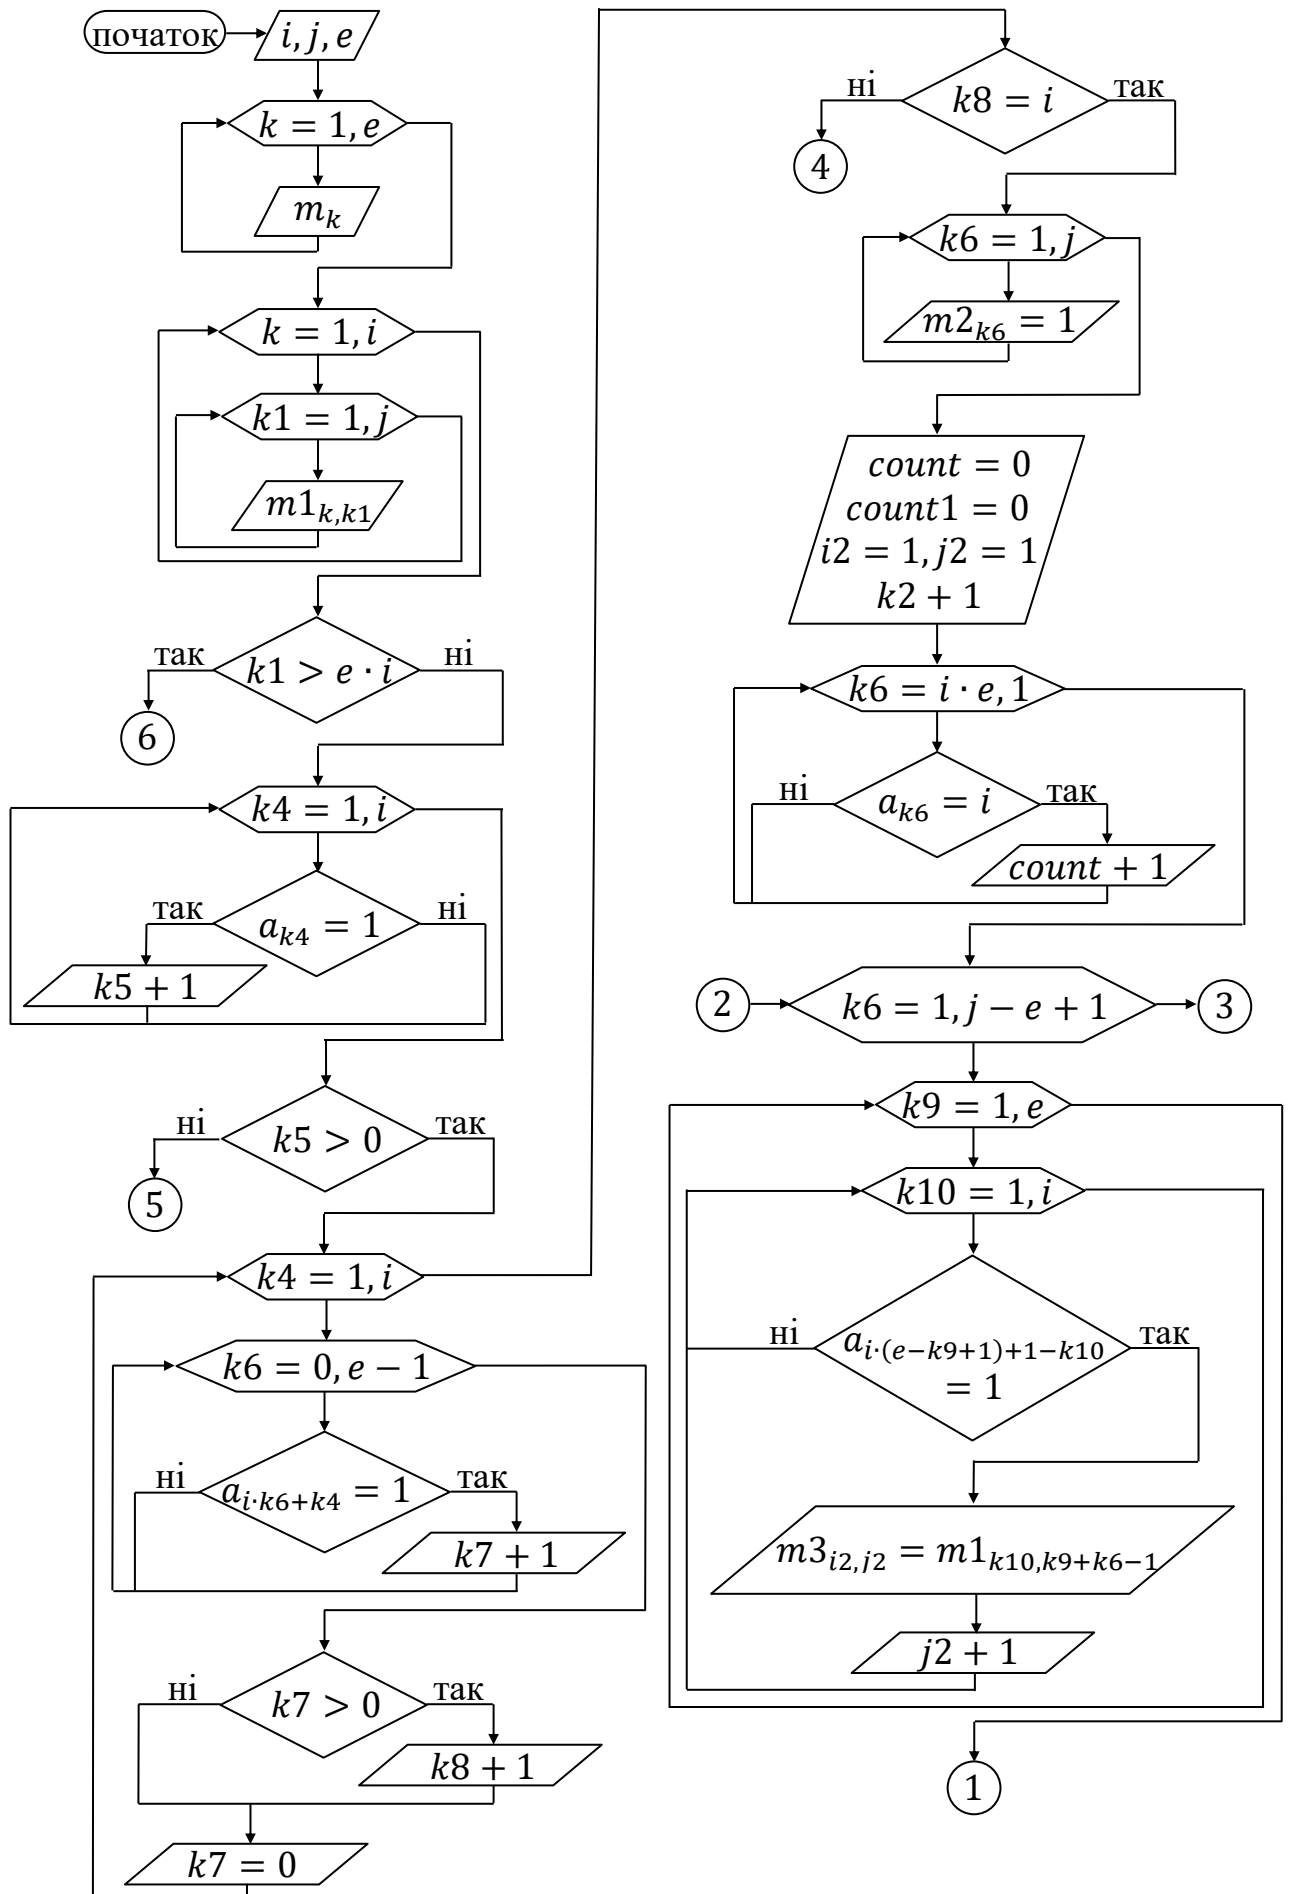 початок
i, j, e
k = 1, e
m_k
k = 1, i
k1 = 1, j
m1_{k,k1}
k1 > e · i
так
ні
6
k4 = 1, i
a_{k4} = 1
так
ні
k5 + 1
k5 > 0
ні
так
5
k4 = 1, i
k6 = 0, e − 1
a_{i·k6+k4} = 1
ні
так
k7 + 1
k7 > 0
ні
так
k8 + 1
k7 = 0
k8 = i
ні
так
4
k6 = 1, j
m2_{k6} = 1
count = 0
count1 = 0
i2 = 1, j2 = 1
k2 + 1
k6 = i · e, 1
a_{k6} = i
ні
так
count + 1
2
k6 = 1, j − e + 1
3
k9 = 1, e
k10 = 1, i
ні
так
a_{i·(e−k9+1)+1−k10}
= 1
m3_{i2,j2} = m1_{k10,k9+k6−1}
j2 + 1
1